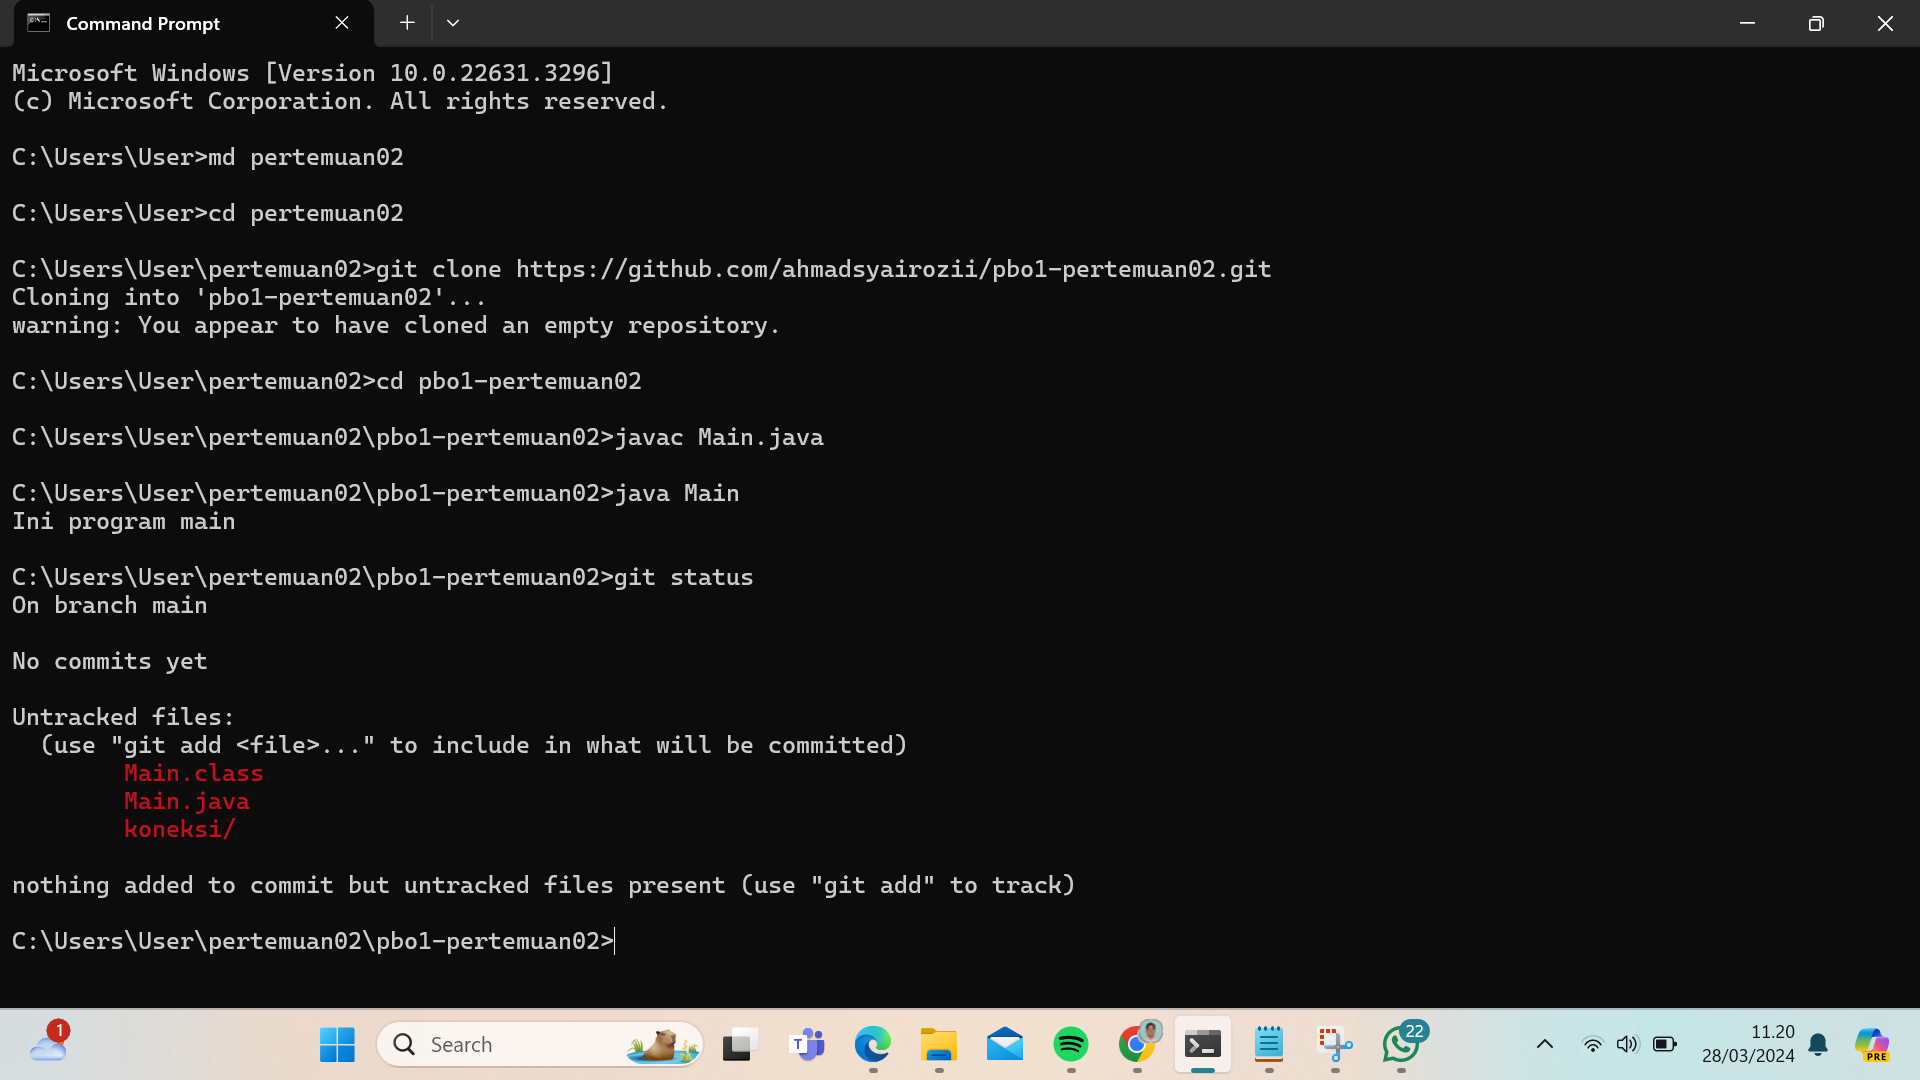 Command Prompt
Microsoft Windows [Version 10.0.22631.3296]
(c) Microsoft Corporation. All rights reserved.
C:\Users\User>md pertemuan02
C:\Users\User>cd pertemuan02
C:\Users\User\pertemuan02>git clone https://github.com/ahmadsyairozii/pbo1-pertemuan02.git
Cloning into 'pbo1-pertemuan02'...
warning: You appear to have cloned an empty repository.
C:\Users\User\pertemuan02>cd pbo1-pertemuan02
C:\Users\User\pertemuan02\pbo1-pertemuan02>javac Main.java
C:\Users\User\pertemuan02\pbo1-pertemuan02>java Main
Ini program main
C:\Users\User\pertemuan02\pbo1-pertemuan02>git status
On branch main
No commits yet
Untracked files:
(use "git add <file>..." to include in what will be committed)
Main.class
Main.java
koneksi/
nothing added to commit but untracked files present (use "git add" to track)
C:\Users\User\pertemuan02\pbo1-pertemuan02>
1
Search
T
22
11.20
28/03/2024
PRE